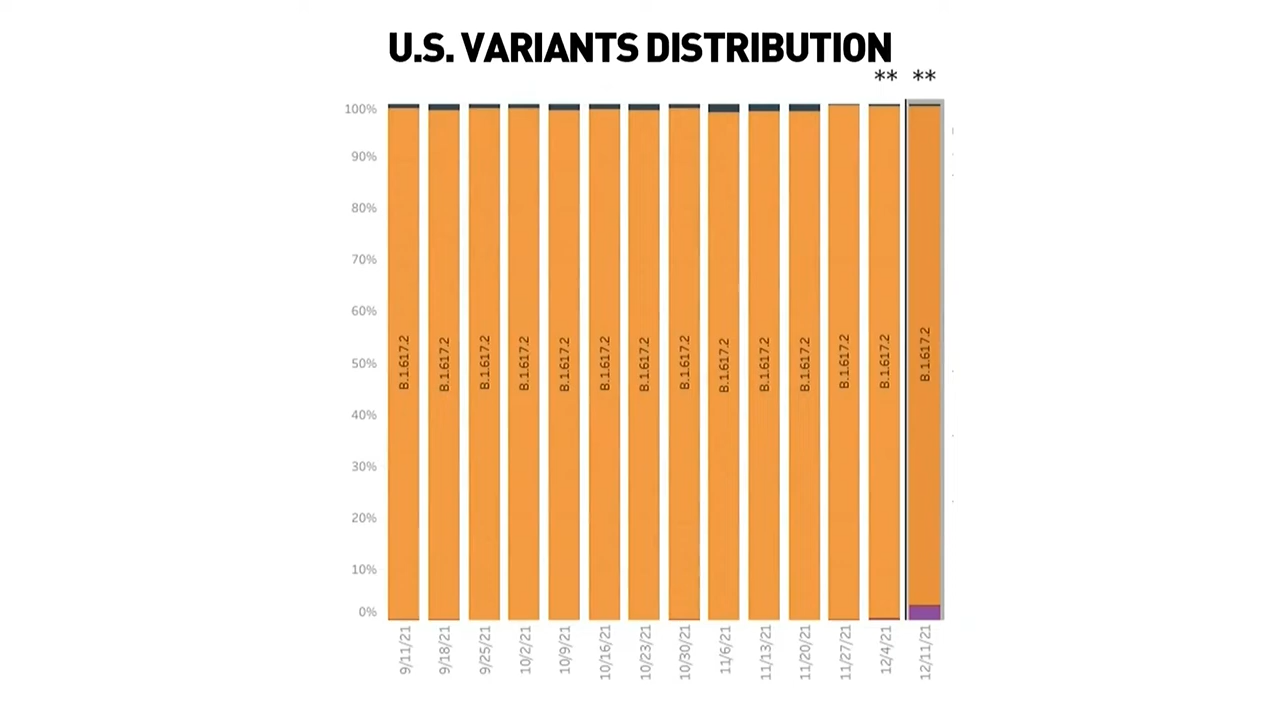 U.S. VARIANTS DISTRIBUTION
** **
100%
90%
80%
70%
60%
50%
40%
30%
20%
10%
0%
B.1.617.2
B.1.617.2
B.1.617.2
B.1.617.2
B.1.617.2
B.1.617.2
B.1.617.2
B.1.617.2
B.1.617.2
B.1.617.2
B.1.617.2
B.1.617.2
B.1.617.2
B.1.617.2
9/11/21
9/18/21
9/25/21
10/2/21
10/9/21
10/16/21
10/23/21
10/30/21
11/6/21
11/13/21
11/20/21
11/27/21
12/4/21
12/11/21